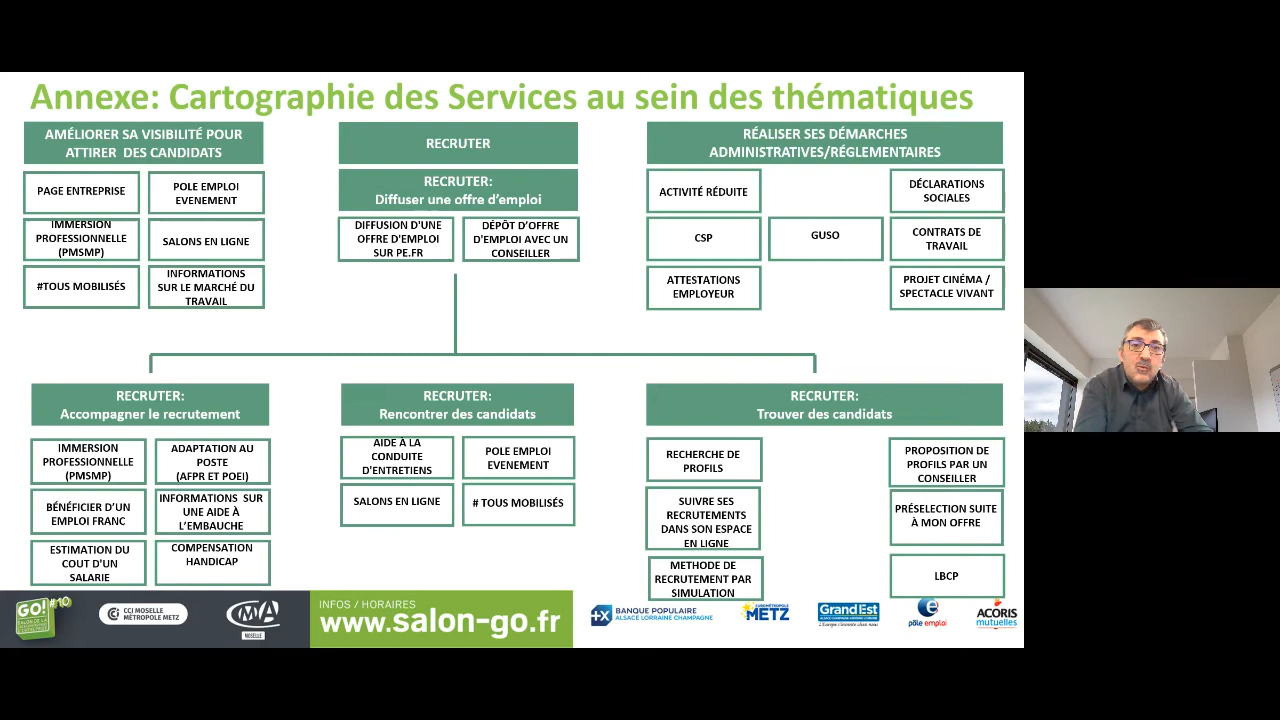 Annexe: Cartographie des Services au sein des thématiques
AMÉLIORER SA VISIBILITÉ POUR
ATTIRER DES CANDIDATS
PAGE ENTREPRISE
POLE EMPLOI
EVENEMENT
IMMERSION
PROFESSIONNELLE
(PMSMP)
SALONS EN LIGNE
#TOUS MOBILISÉS
INFORMATIONS
SUR LE MARCHÉ DU
TRAVAIL
RECRUTER
RECRUTER:
Diffuser une offre d'emploi
DIFFUSION D'UNE
OFFRE D'EMPLOI
SUR PE.FR
DÉPÔT D'OFFRE
D'EMPLOI AVEC UN
CONSEILLER
RÉALISER SES DÉMARCHES
ADMINISTRATIVES/RÉGLEMENTAIRES
ACTIVITÉ RÉDUITE
DÉCLARATIONS
SOCIALES
CSP
GUSO
CONTRATS DE
TRAVAIL
ATTESTATIONS
EMPLOYEUR
PROJET CINÉMA /
SPECTACLE VIVANT
RECRUTER:
Accompagner le recrutement
IMMERSION
PROFESSIONNELLE
(PMSMP)
ADAPTATION AU
POSTE
(AFPR ET POEI)
BÉNÉFICIER D'UN
EMPLOI FRANC
INFORMATIONS SUR
UNE AIDE À
L'EMBAUCHE
ESTIMATION DU
COUT D'UN
SALARIE
COMPENSATION
HANDICAP
RECRUTER:
Rencontrer des candidats
AIDE À LA
CONDUITE
D'ENTRETIENS
POLE EMPLOI
EVENEMENT
SALONS EN LIGNE
# TOUS MOBILISÉS
RECRUTER:
Trouver des candidats
RECHERCHE DE
PROFILS
PROPOSITION DE
PROFILS PAR UN
CONSEILLER
SUIVRE SES
RECRUTEMENTS
DANS SON ESPACE
EN LIGNE
PRÉSELECTION SUITE
À MON OFFRE
METHODE DE
RECRUTEMENT PAR
SIMULATION
LBCP
GO! #10
CCI MOSELLE
MÉTROPOLE METZ
CMA
MOSELLE
INFOS / HORAIRES
www.salon-go.fr
BANQUE POPULAIRE
ALSACE LORRAINE CHAMPAGNE
EUROMÉTROPOLE
METZ
Grand Est
pôle emploi
ACORIS
mutuelles